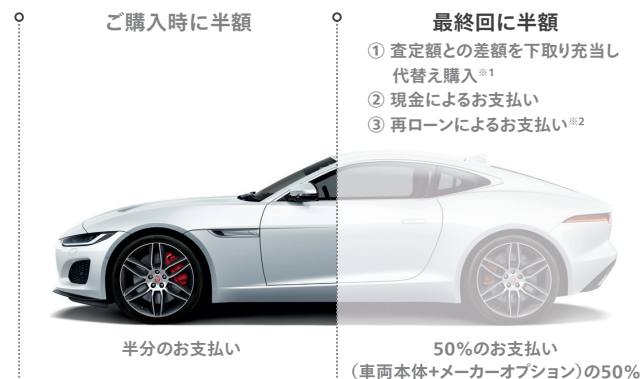 ご購入時に半額
最終回に半額
① 査定額との差額を下取り充当し
代替え購入※1
② 現金によるお支払い
③ 再ローンによるお支払い※2
半分のお支払い
50%のお支払い
(車両本体+メーカーオプション)の50%